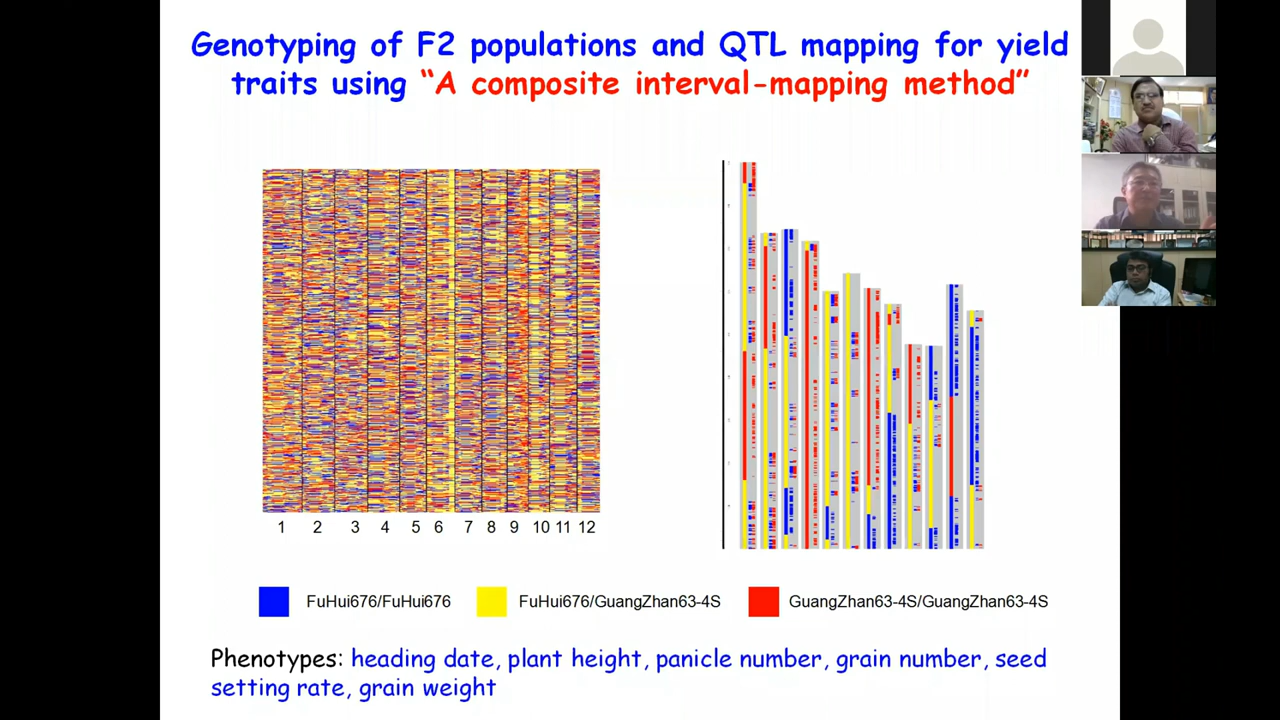 Genotyping of F2 populations and QTL mapping for yield
traits using “A composite interval-mapping method”
1 2 3 4 5 6 7 8 9 10 11 12
FuHui676/FuHui676 FuHui676/GuangZhan63-4S GuangZhan63-4S/GuangZhan63-4S
Phenotypes: heading date, plant height, panicle number, grain number, seed
setting rate, grain weight